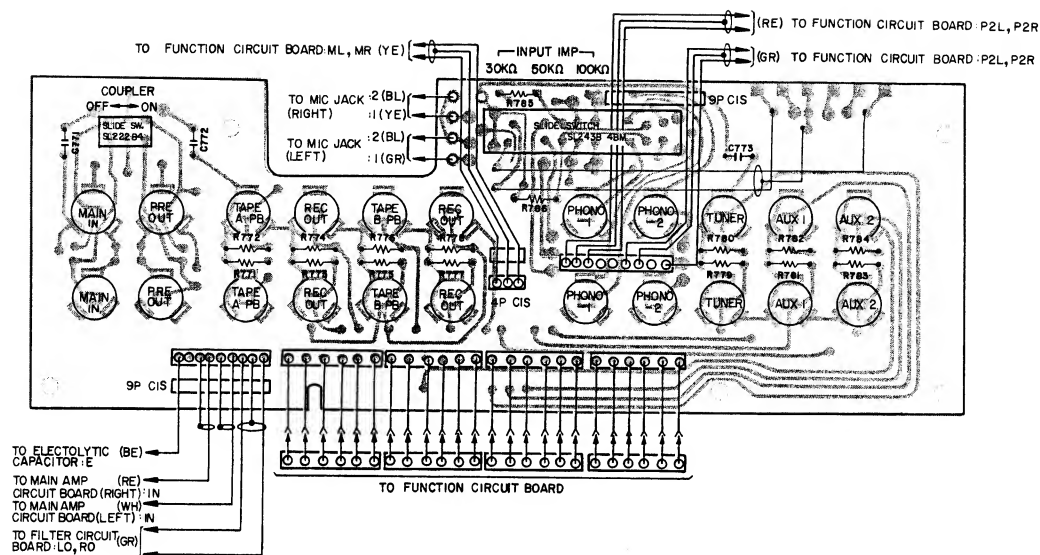 (RE) TO FUNCTION CIRCUIT BOARD:P2L, P2R
TO FUNCTION CIRCUIT BOARD:ML, MR (YE)
INPUT IMP
(GR) TO FUNCTION CIRCUIT BOARD:P2L, P2R
30KΩ 50KΩ 100KΩ
COUPLER
OFF ON
TO MIC JACK
(RIGHT)
:2(BL)
:1(YE)
R785
9P CIS
SLIDE SW.
SL22284
C771
C772
TO MIC JACK
(LEFT)
:2(BL)
:1(GR)
SLIDE SWITCH
SL243B 4BM
C773
R786
MAIN
IN
PRE
OUT
TAPE
A PB
REC
OUT
TAPE
B PB
REC
OUT
PHONO
1
PHONO
2
TUNER
AUX 1
AUX 2
R772
R774
R776
R778
R780
R782
R784
R771
R773
R775
R777
R779
R781
R783
MAIN
IN
PRE
OUT
TAPE
A PB
REC
OUT
TAPE
B PB
REC
OUT
4P CIS
PHONO
1
PHONO
2
TUNER
AUX 1
AUX 2
9P CIS
TO ELECTOLYTIC (BE)
CAPACITOR:E
TO MAIN AMP (RE)
CIRCUIT BOARD(RIGHT):IN
TO MAIN AMP (WH)
CIRCUIT BOARD(LEFT):IN
TO FILTER CIRCUIT (GR)
BOARD:LO, RO
TO FUNCTION CIRCUIT BOARD